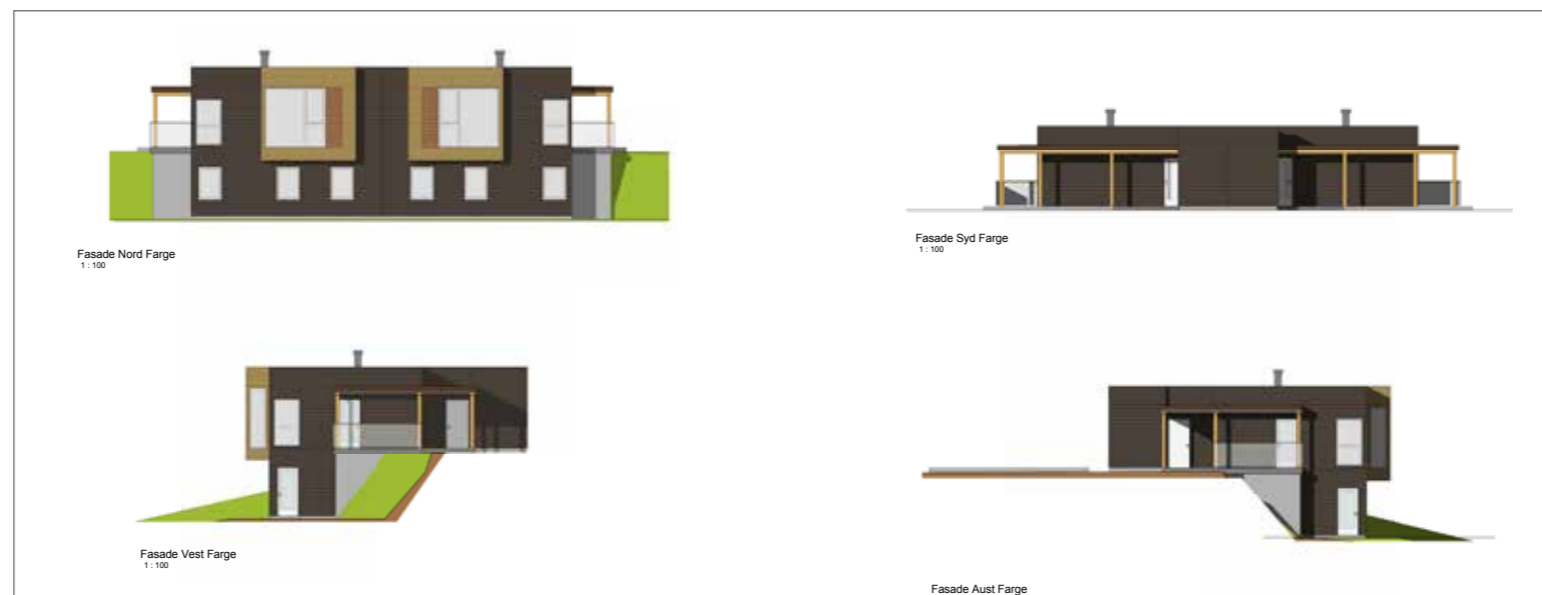 Fasade Nord Farge
1 : 100
Fasade Syd Farge
1 : 100
Fasade Vest Farge
1 : 100
Fasade Aust Farge